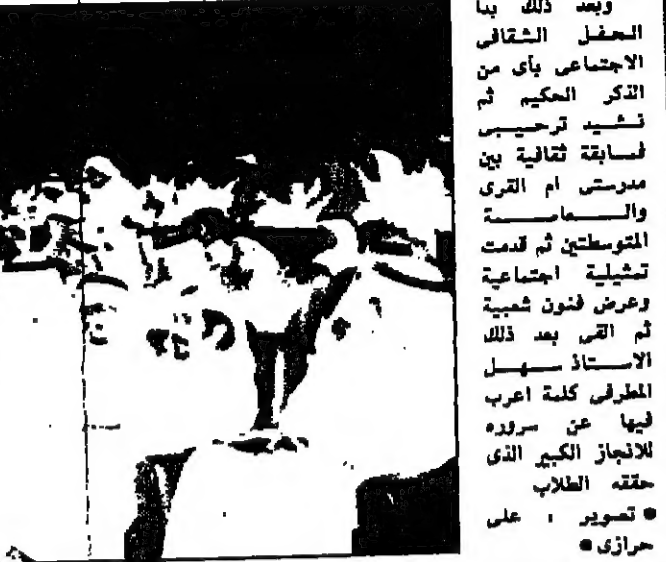 وبعد ذلك بدا
الحفل الثقافى
الاجتماعى بأى من
الذكر الحكيم ثم
نشيد ترحيبى
فمسابقة ثقافية بين
مدرستى ام القرى
والعاصمة
المتوسطتين ثم قدمت
تمثيلية اجتماعية
وعرض فنون شعبية
ثم القى بعد ذلك
الاستاذ سهل
المطرفى كلمة اعرب
فيها عن سروره
للانجاز الكبير الذى
حققه الطلاب
● تصوير : على
حرازى ●